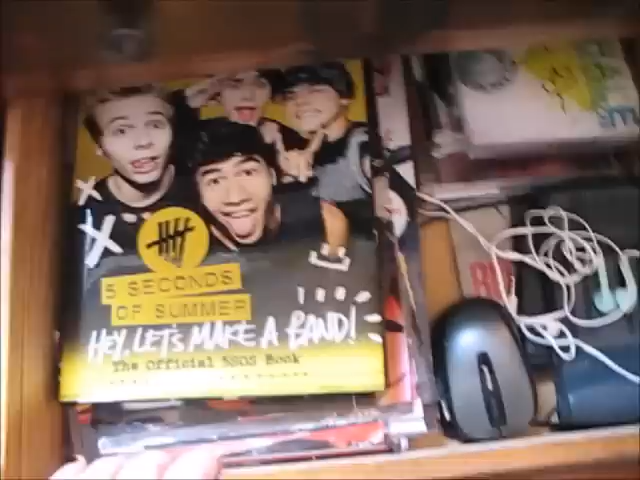 5 SECONDS
OF SUMMER
HEY, LET'S MAKE A BAND!
The Official 5SOS Book